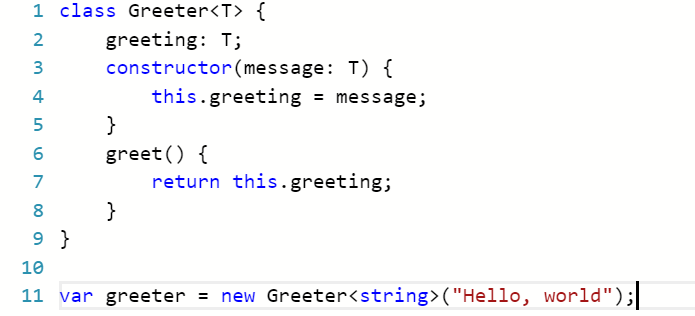 1 class Greeter<T> {
2     greeting: T;
3     constructor(message: T) {
4         this.greeting = message;
5     }
6     greet() {
7         return this.greeting;
8     }
9 }
10
11 var greeter = new Greeter<string>("Hello, world");